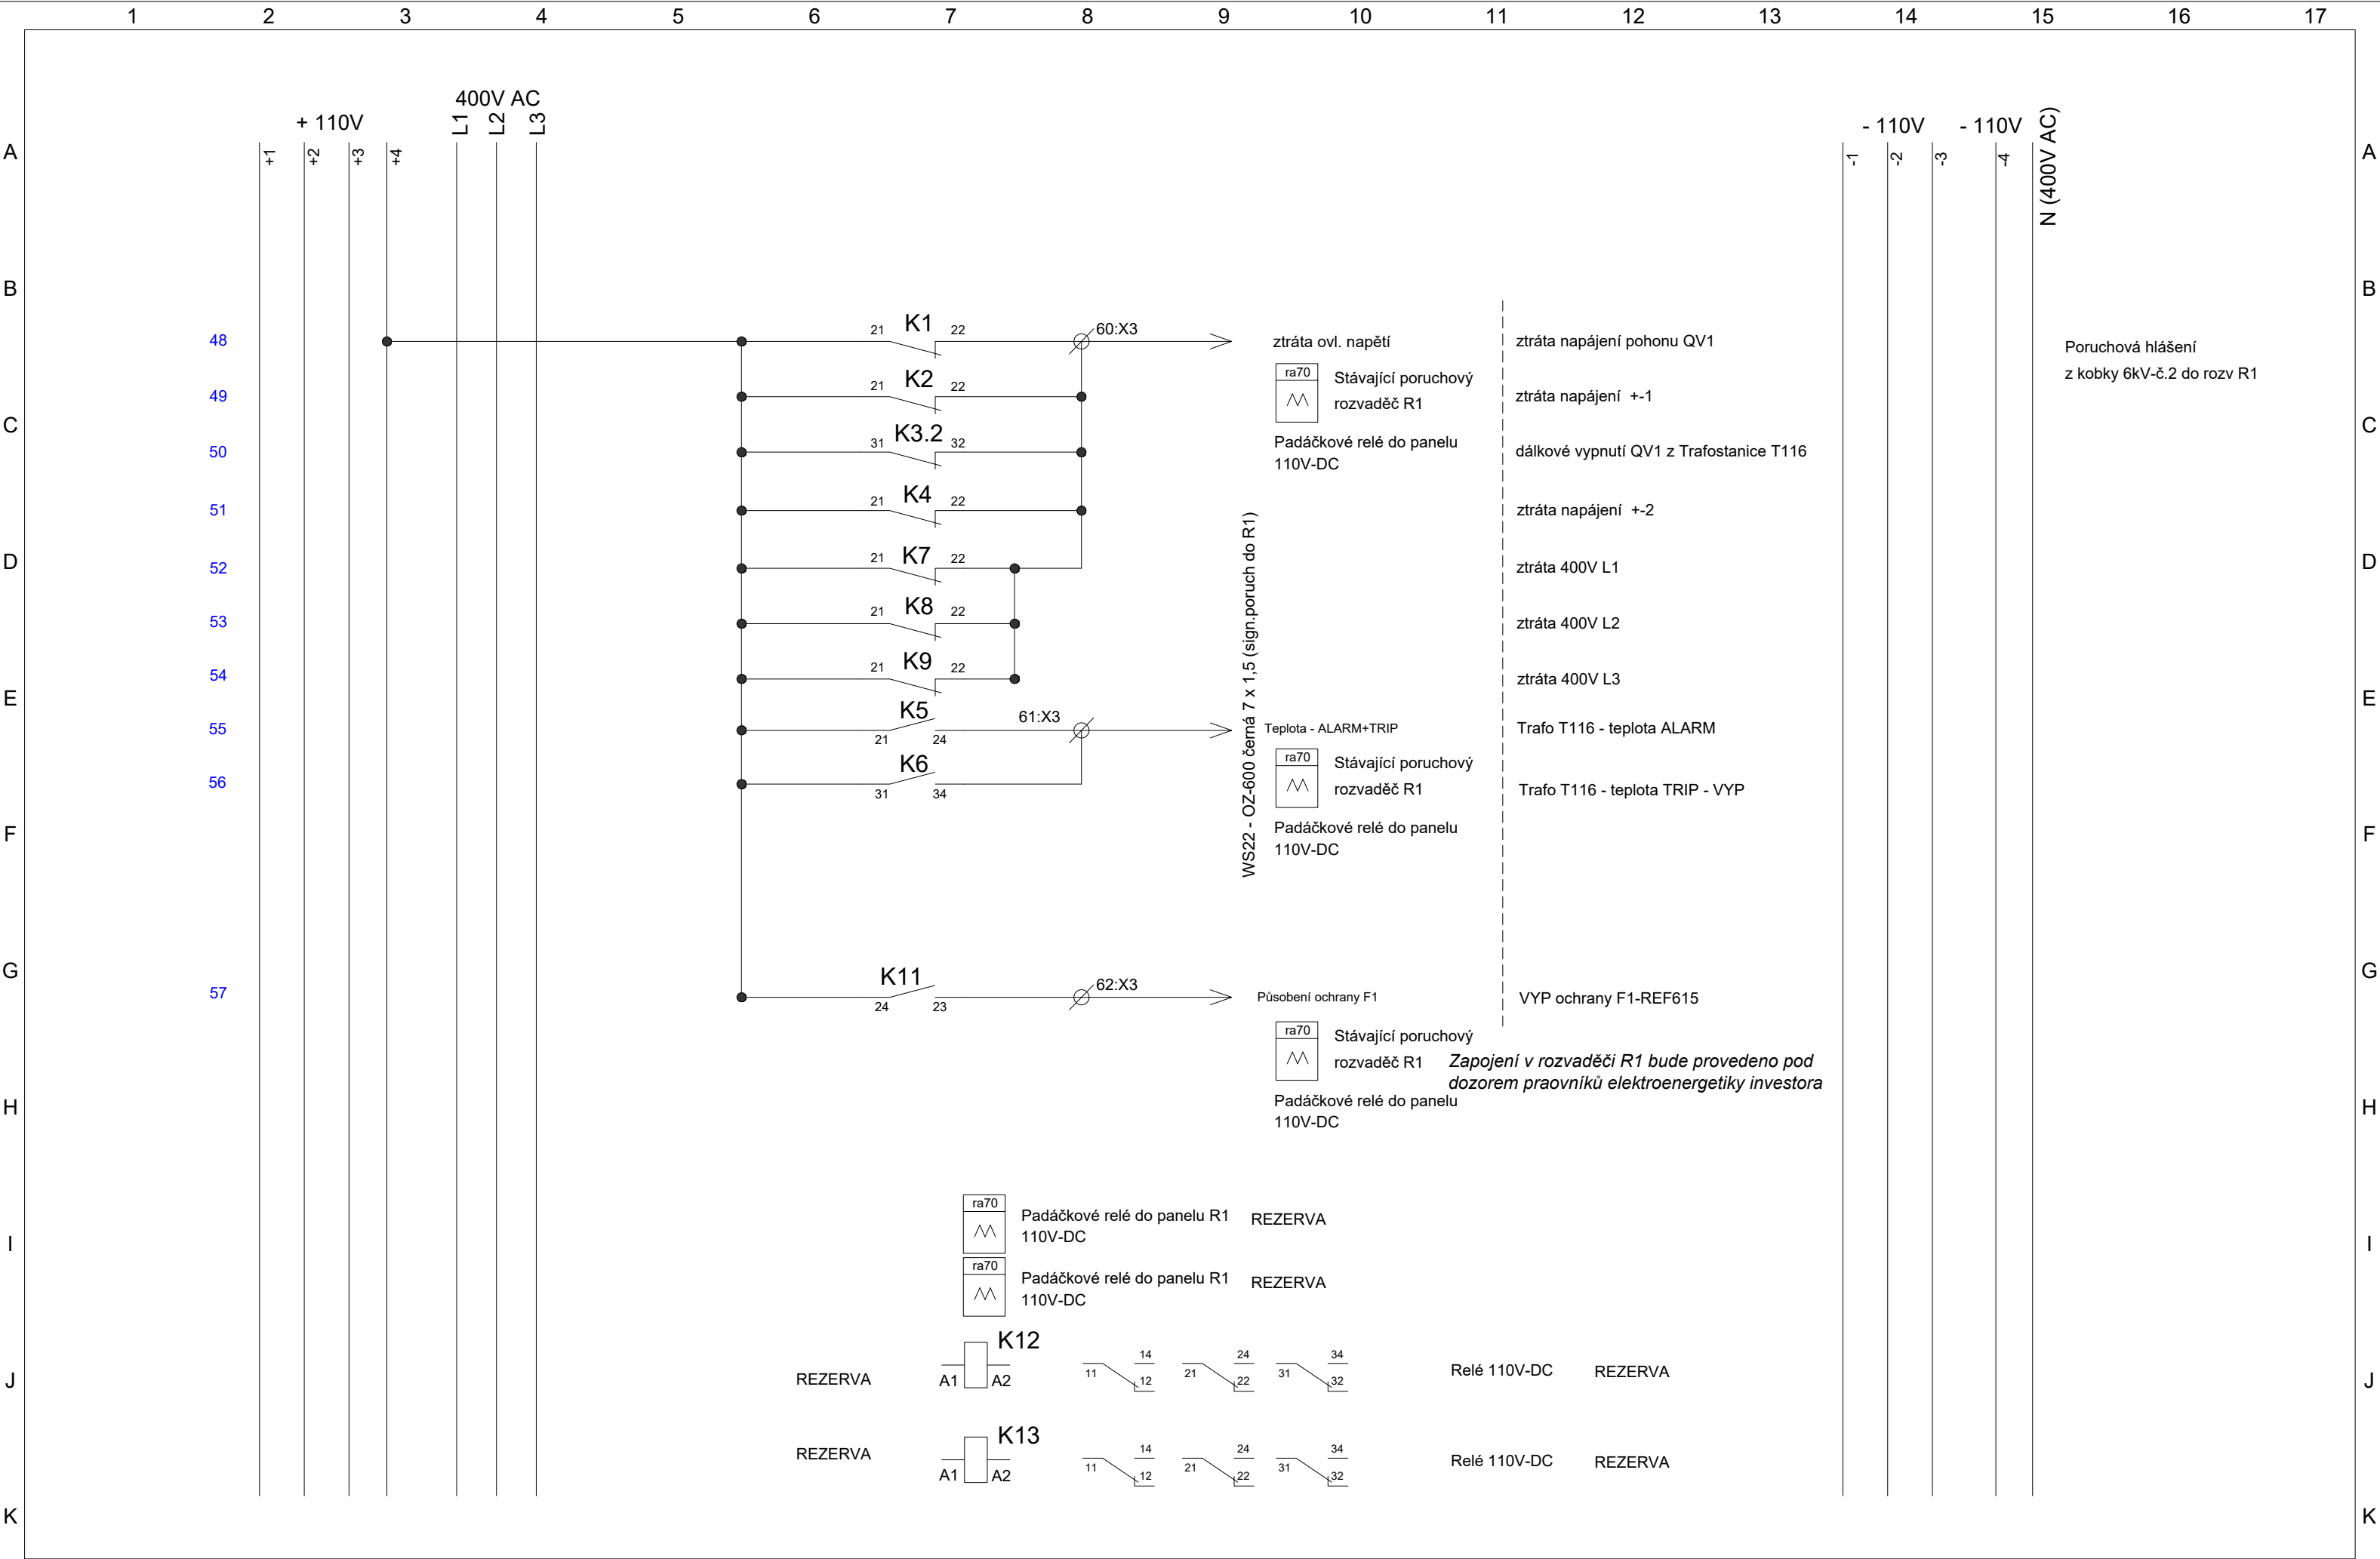 1 2 3 4 5 6 7 8 9 10 11 12 13 14 15 16 17
400V AC
+ 110V
L1
L2
L3
- 110V
- 110V
N (400V AC)
A
+1
+2
+3
+4
-1
-2
-3
-4
A
B
B
48
21
K1
22
60:X3
ztráta ovl. napětí
ztráta napájení pohonu QV1
Poruchová hlášení
z kobky 6kV-č.2 do rozv R1
ra70
Stávající poruchový
rozvaděč R1
49
21
K2
22
ztráta napájení +-1
C
C
Padáčkové relé do panelu
110V-DC
50
31
K3.2
32
dálkové vypnutí QV1 z Trafostanice T116
51
21
K4
22
ztráta napájení +-2
WS22 - OZ-600 černá 7 x 1,5 (sign.poruch do R1)
D
D
52
21
K7
22
ztráta 400V L1
53
21
K8
22
ztráta 400V L2
54
21
K9
22
ztráta 400V L3
E
E
55
K5
21
24
61:X3
Teplota - ALARM+TRIP
Trafo T116 - teplota ALARM
ra70
Stávající poruchový
rozvaděč R1
56
K6
31
34
Trafo T116 - teplota TRIP - VYP
F
F
Padáčkové relé do panelu
110V-DC
G
G
57
K11
24
23
62:X3
Působení ochrany F1
VYP ochrany F1-REF615
ra70
Stávající poruchový
rozvaděč R1
Zapojení v rozvaděči R1 bude provedeno pod
dozorem praovníků elektroenergetiky investora
H
H
Padáčkové relé do panelu
110V-DC
ra70
Padáčkové relé do panelu R1
110V-DC
REZERVA
I
I
ra70
Padáčkové relé do panelu R1
110V-DC
REZERVA
J
J
REZERVA
K12
A1
A2
11
14
12
21
24
22
31
34
32
Relé 110V-DC
REZERVA
REZERVA
K13
A1
A2
11
14
12
21
24
22
31
34
32
Relé 110V-DC
REZERVA
K
K